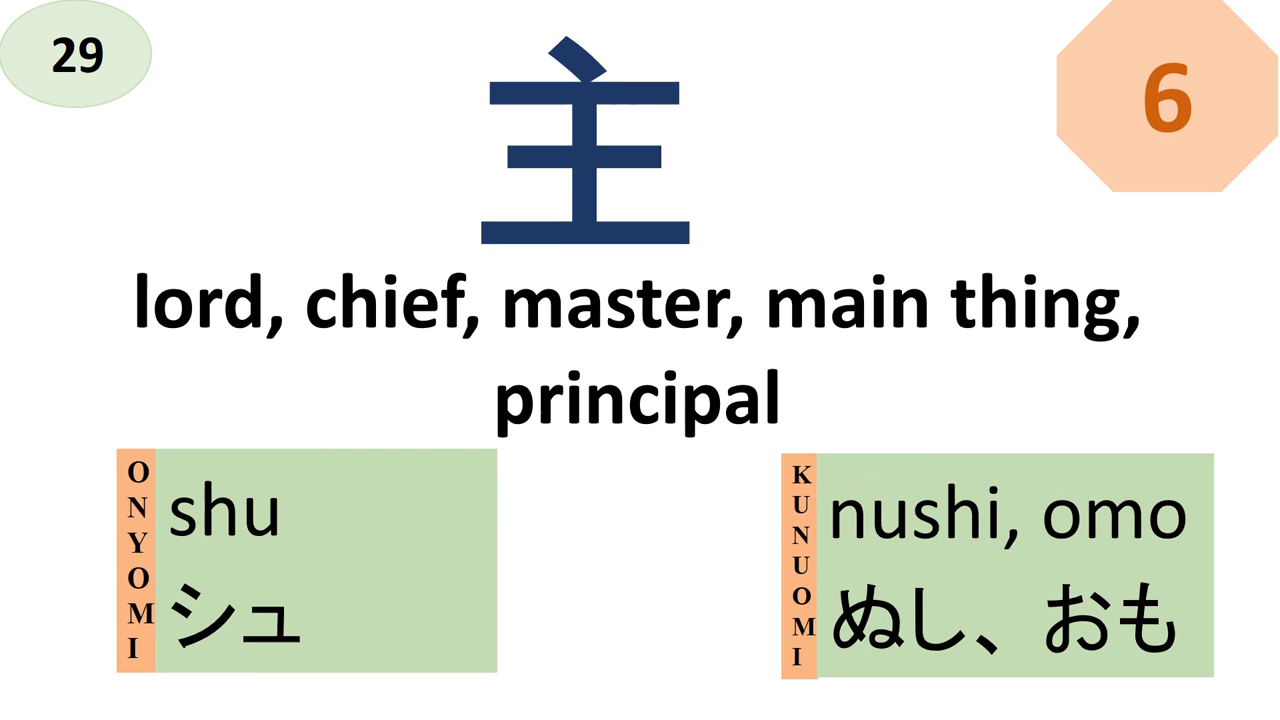 29
主
6
lord, chief, master, main thing,
principal
ONYOMI
shu
シュ
KUNUOMI
nushi, omo
ぬし、おも